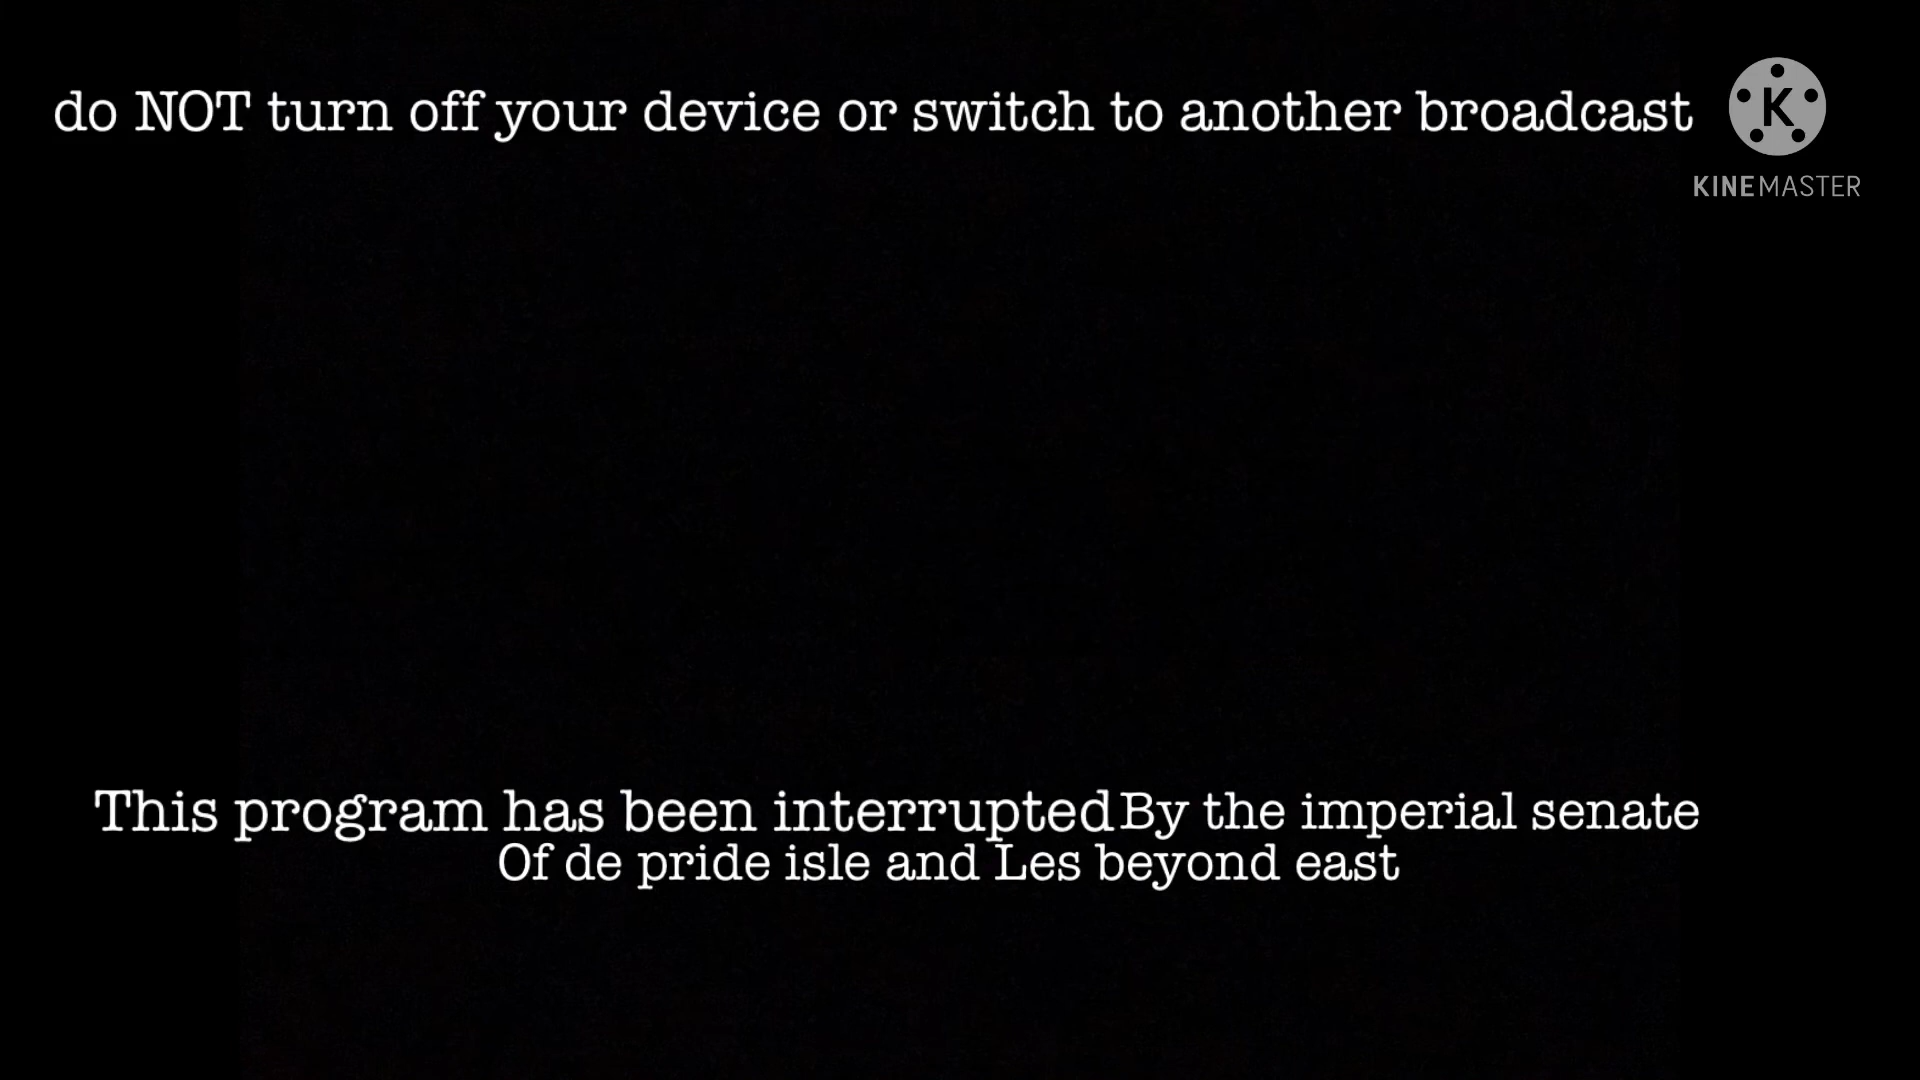 do NOT turn off your device or switch to another broadcast
K
KINEMASTER
This program has been interrupted By the imperial senate
Of de pride isle and Les beyond east